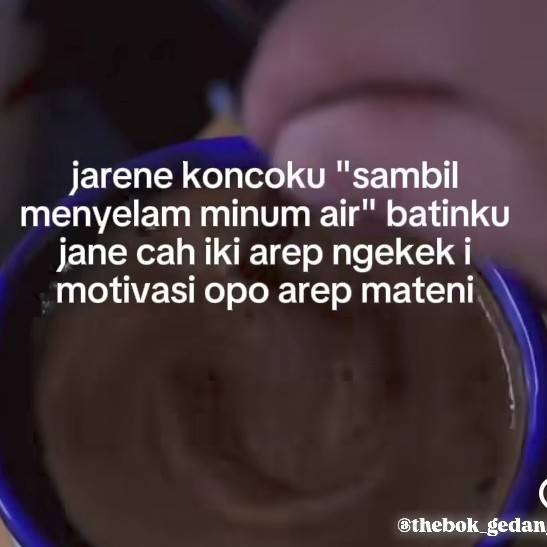 jarene koncoku "sambil
menyelam minum air" batinku
jane cah iki arep ngekek i
motivasi opo arep mateni
@thebok_gedan